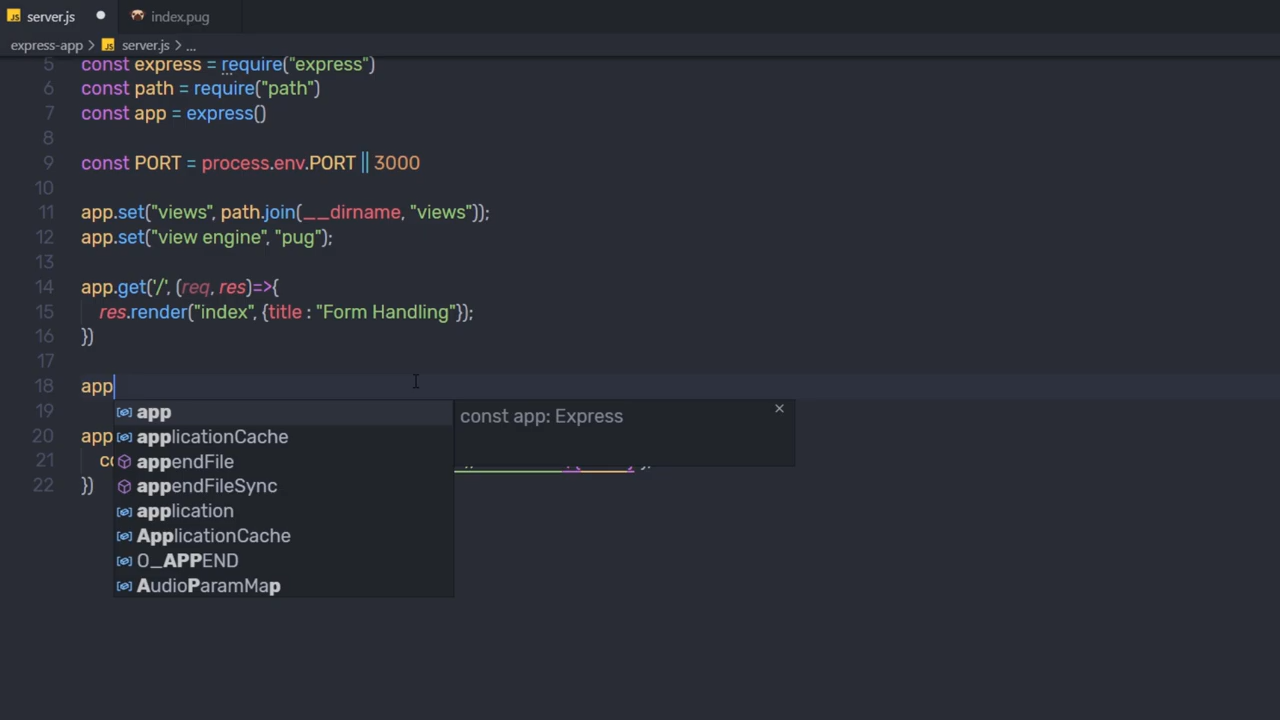 server.js
index.pug
express-app > server.js > ...
5 const express = require("express")
6 const path = require("path")
7 const app = express()
8
9 const PORT = process.env.PORT || 3000
10
11 app.set("views", path.join(__dirname, "views"));
12 app.set("view engine", "pug");
13
14 app.get('/', (req, res)=>{
15 res.render("index", {title : "Form Handling"});
16 })
17
18 app
app
const app: Express
19
20 app
applicationCache
appendFile
21 co
22 })
appendFileSync
application
ApplicationCache
O_APPEND
AudioParamMap